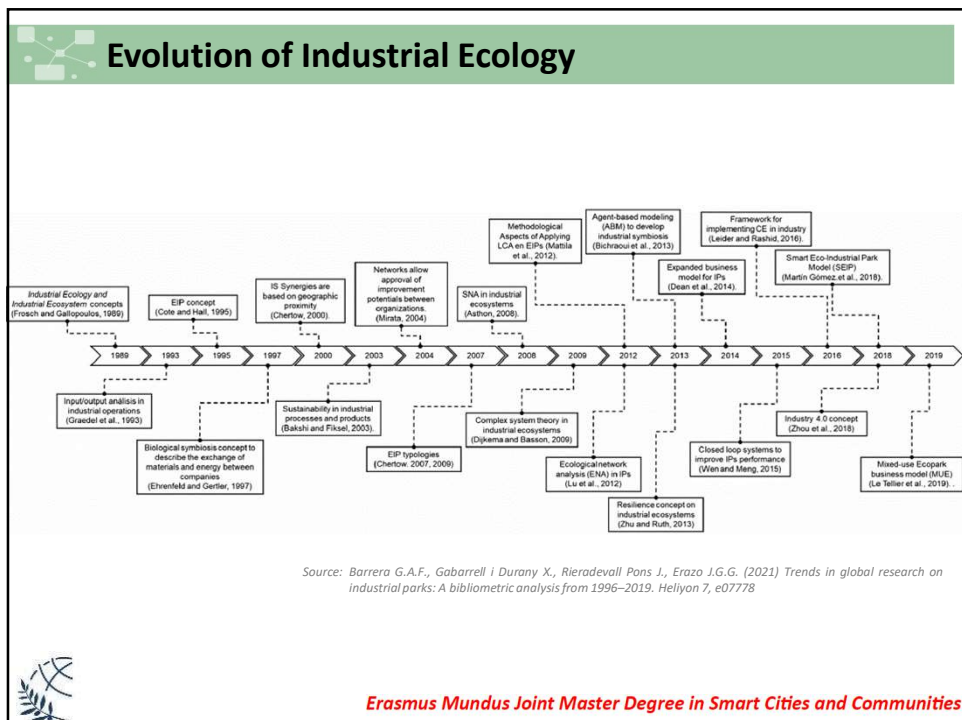 Evolution of Industrial Ecology
Industrial Ecology and
Industrial Ecosystem concepts
(Frosch and Gallopoulos, 1989)
EIP concept
(Cote and Hall, 1995)
IS Synergies are
based on geographic
proximity
(Chertow, 2000).
Networks allow
approval of
improvement
potentials between
organizations.
(Mirata, 2004)
SNA in industrial
ecosystems
(Asthon, 2008).
Methodological
Aspects of Applying
LCA en EIPs (Mattila
et al., 2012).
Agent-based modeling
(ABM) to develop
industrial symbiosis
(Bichraoui et al., 2013)
Expanded business
model for IPs
(Dean et al., 2014).
Framework for
implementing CE in industry
(Leider and Rashid, 2016).
Smart Eco-Industrial Park
Model (SEIP)
(Martín Gómez et al., 2018).
1989 1993 1995 1997 2000 2003 2004 2007 2008 2009 2012 2013 2014 2015 2016 2018 2019
Input/output análisis in
industrial operations
(Graedel et al., 1993)
Biological symbiosis concept to
describe the exchange of
materials and energy between
companies
(Ehrenfeld and Gertler, 1997)
Sustainability in industrial
processes and products
(Bakshi and Fiksel, 2003).
EIP typologies
(Chertow, 2007, 2009)
Complex system theory in
industrial ecosystems
(Dijkema and Basson, 2009)
Ecological network
analysis (ENA) in IPs
(Lu et al., 2012)
Resilience concept on
industrial ecosystems
(Zhu and Ruth, 2013)
Closed loop systems to
improve IPs performance
(Wen and Meng, 2015)
Industry 4.0 concept
(Zhou et al., 2018)
Mixed-use Ecopark
business model (MUE)
(Le Tellier et al., 2019). .
Source: Barrera G.A.F., Gabarrell i Durany X., Rieradevall Pons J., Erazo J.G.G. (2021) Trends in global research on
industrial parks: A bibliometric analysis from 1996–2019. Heliyon 7, e07778
Erasmus Mundus Joint Master Degree in Smart Cities and Communities